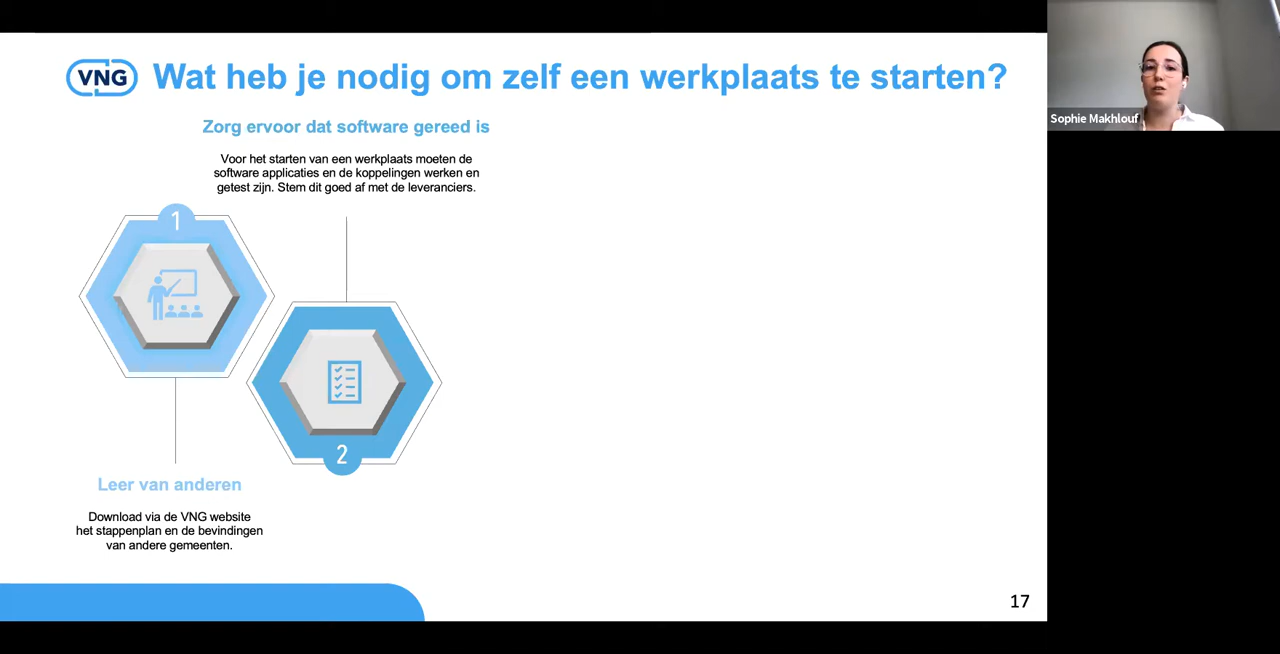 VNG
Wat heb je nodig om zelf een werkplaats te starten?
Sophie Makhlouf
Zorg ervoor dat software gereed is
Voor het starten van een werkplaats moeten de
software applicaties en de koppelingen werken en
getest zijn. Stem dit goed af met de leveranciers.
1
2
Leer van anderen
Download via de VNG website
het stappenplan en de bevindingen
van andere gemeenten.
17